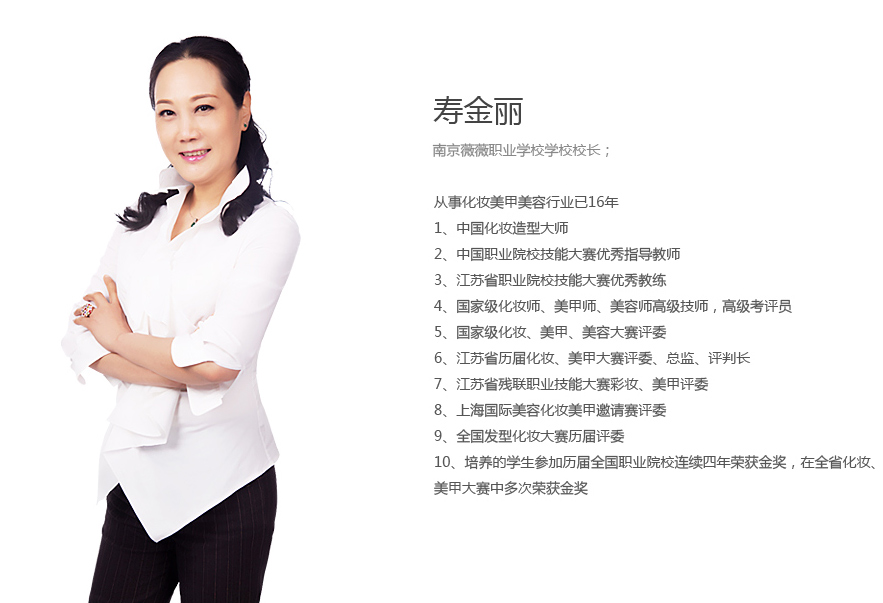 寿金丽
南京薇薇职业学校学校校长；
从事化妆美甲美容行业已16年
1、中国化妆造型大师
2、中国职业院校技能大赛优秀指导教师
3、江苏省职业院校技能大赛优秀教练
4、国家级化妆师、美甲师、美容师高级技师，高级考评员
5、国家级化妆、美甲、美容大赛评委
6、江苏省历届化妆、美甲大赛评委、总监、评判长
7、江苏省残联职业技能大赛彩妆、美甲评委
8、上海国际美容化妆美甲邀请赛评委
9、全国发型化妆大赛历届评委
10、培养的学生参加历届全国职业院校连续四年荣获金奖，在全省化妆、
美甲大赛中多次荣获金奖